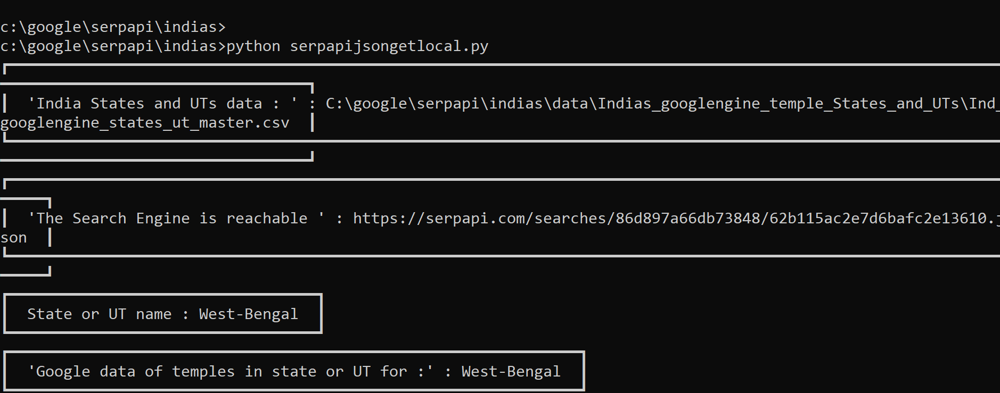 c:\google\serpapi\indias>
c:\google\serpapi\indias>python serpapijsongetlocal.py
'India States and UTs data : ' : C:\google\serpapi\indias\data\Indias_googlengine_temple_States_and_UTs\Ind_
googlengine_states_ut_master.csv
'The Search Engine is reachable ' : https://serpapi.com/searches/86d897a66db73848/62b115ac2e7d6bafc2e13610.j
son
State or UT name : West-Bengal
'Google data of temples in state or UT for :' : West-Bengal